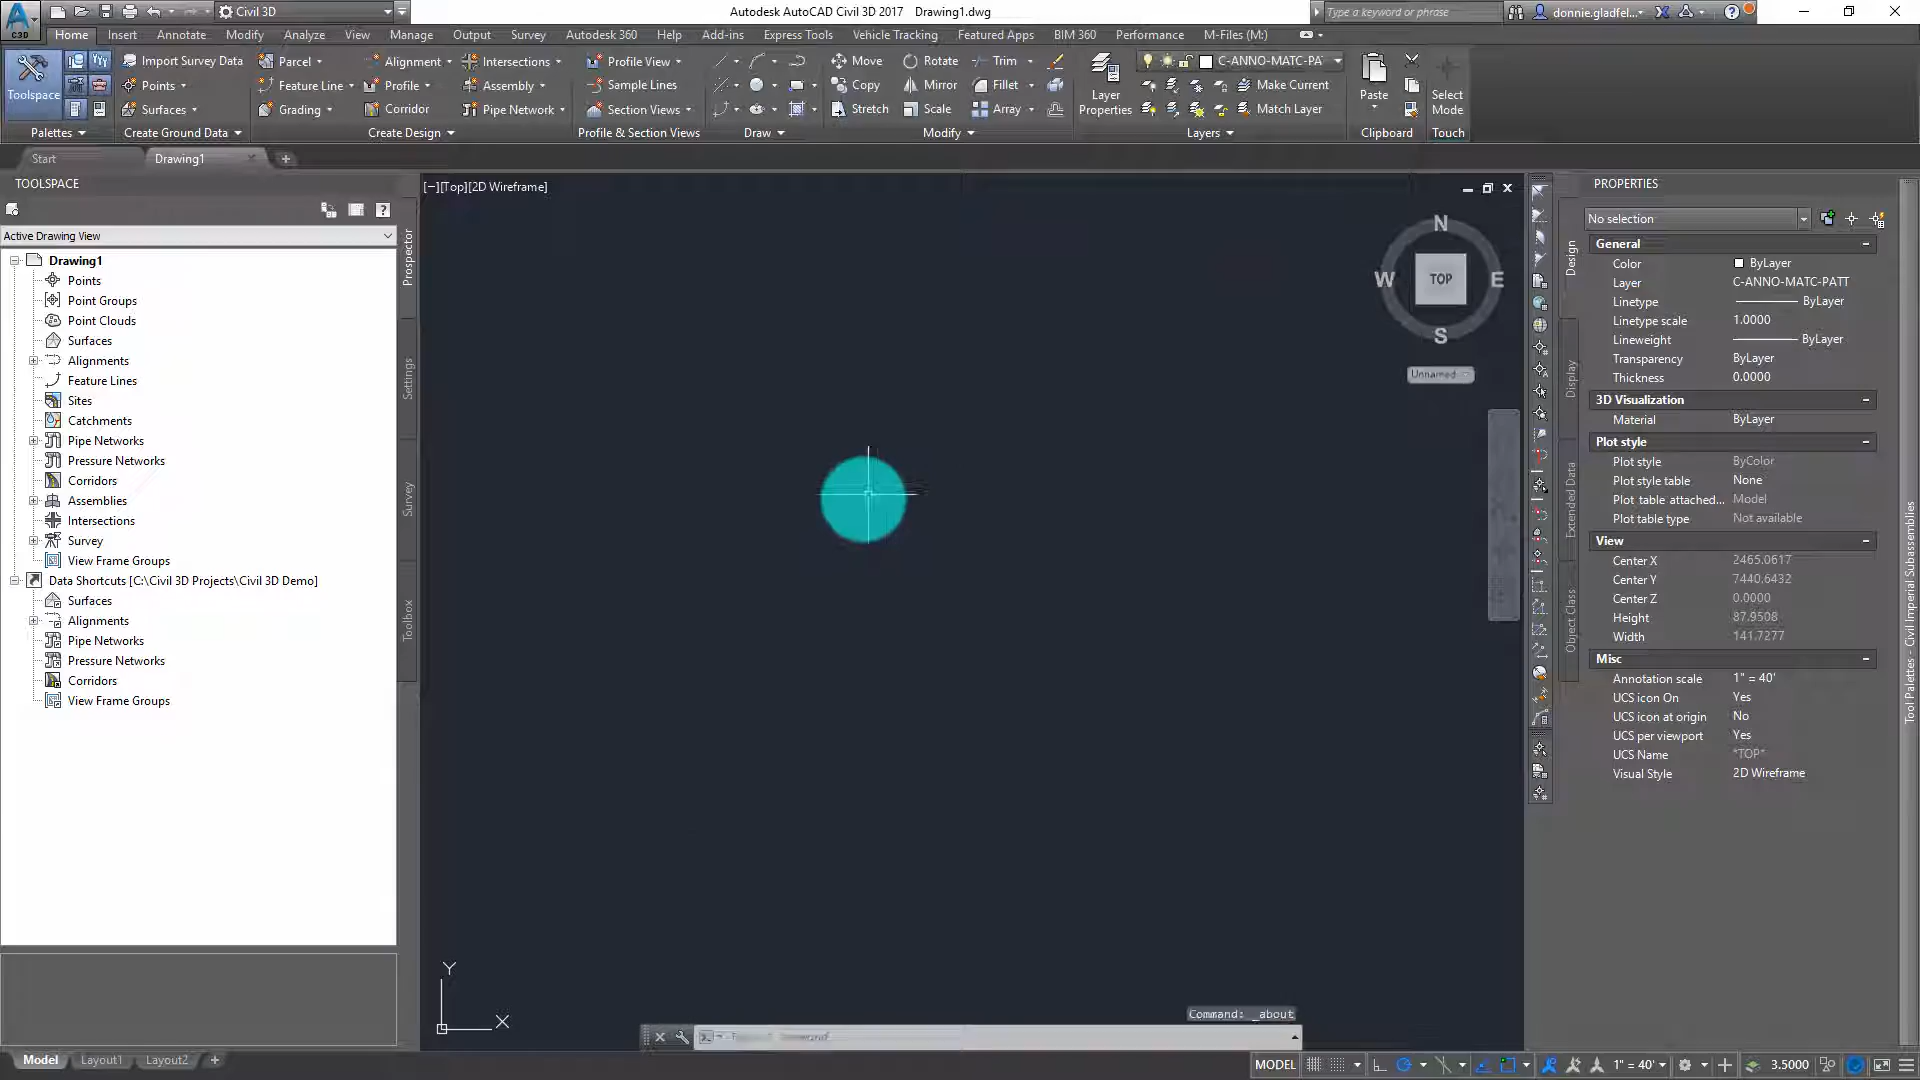 Civil 3D
Autodesk AutoCAD Civil 3D 2017 Drawing1.dwg
Type a keyword or phrase
donnie.gladfel...
C3D
Home Insert Annotate Modify Analyze View Manage Output Survey Autodesk 360 Help Add-ins Express Tools Vehicle Tracking Featured Apps BIM 360 Performance M-Files (M:)
Toolspace
Import Survey Data
Points
Surfaces
Parcel
Feature Line
Grading
Alignment
Profile
Corridor
Intersections
Assembly
Pipe Network
Profile View
Sample Lines
Section Views
Move
Copy
Stretch
Rotate
Mirror
Scale
Trim
Fillet
Array
Layer
Properties
C-ANNO-MATC-PAT
Make Current
Match Layer
Paste
Select
Mode
Palettes
Create Ground Data
Create Design
Profile & Section Views
Draw
Modify
Layers
Clipboard
Touch
Start
Drawing1
TOOLSPACE
Active Drawing View
Drawing1
Points
Point Groups
Point Clouds
Surfaces
Alignments
Feature Lines
Sites
Catchments
Pipe Networks
Pressure Networks
Corridors
Assemblies
Intersections
Survey
View Frame Groups
Data Shortcuts [C:\Civil 3D Projects\Civil 3D Demo]
Surfaces
Alignments
Pipe Networks
Pressure Networks
Corridors
View Frame Groups
Prospector
Settings
Survey
Toolbox
[−][Top][2D Wireframe]
N
W
TOP
E
S
Unnamed
Y
X
Command: _about
PROPERTIES
No selection
General
Color ByLayer
Layer C-ANNO-MATC-PATT
Linetype ByLayer
Linetype scale 1.0000
Lineweight ByLayer
Transparency ByLayer
Thickness 0.0000
3D Visualization
Material ByLayer
Plot style
Plot style ByColor
Plot style table None
Plot table attached... Model
Plot table type Not available
View
Center X 2465.0617
Center Y 7440.6432
Center Z 0.0000
Height 87.9508
Width 141.7277
Misc
Annotation scale 1" = 40'
UCS icon On Yes
UCS icon at origin No
UCS per viewport Yes
UCS Name *TOP*
Visual Style 2D Wireframe
Design
Display
Extended Data
Object Class
Tool Palettes - Civil Imperial Subassemblies
Model Layout1 Layout2
MODEL
1" = 40'
3.5000